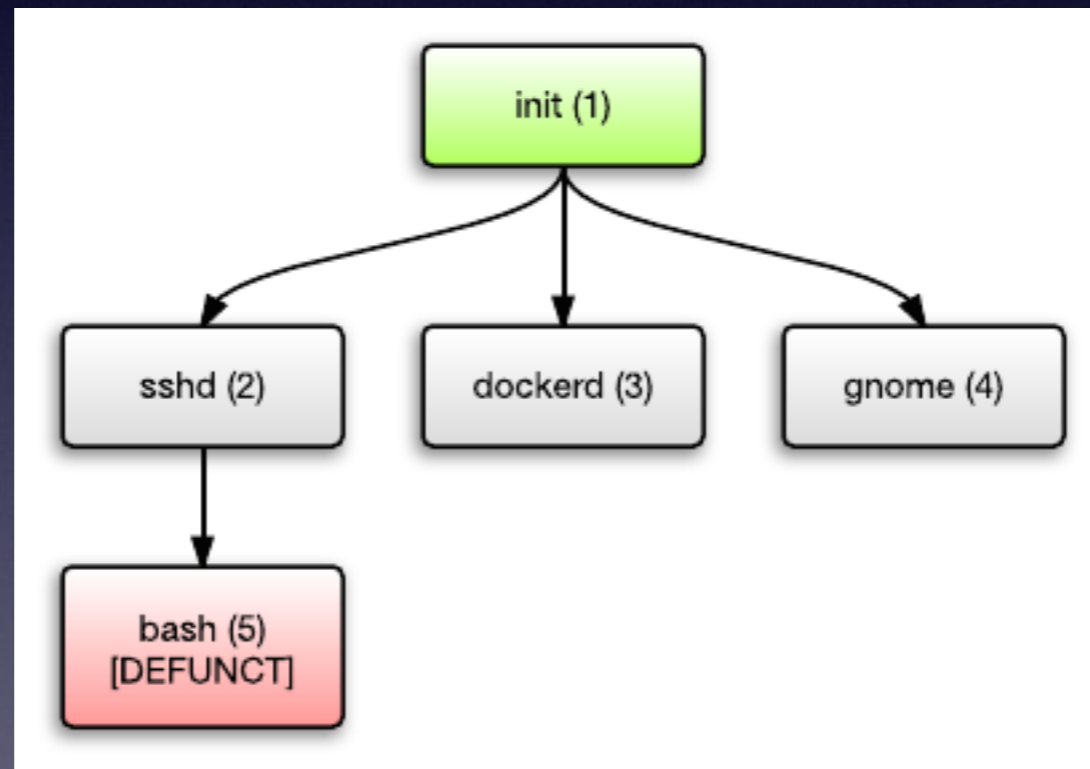 init (1)
sshd (2)
dockerd (3)
gnome (4)
bash (5)
[DEFUNCT]